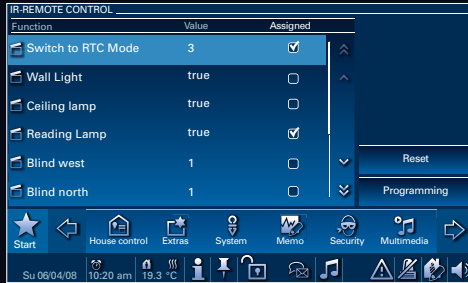 IR-REMOTE CONTROL
Function Value Assigned
Switch to RTC Mode 3
Wall Light true
Ceiling lamp true
Reading Lamp true
Blind west 1
Blind north 1
Reset
Programming
Start House control Extras System Memo Security Multimedia
Su 06/04/08 10:20 am 19.3 °C